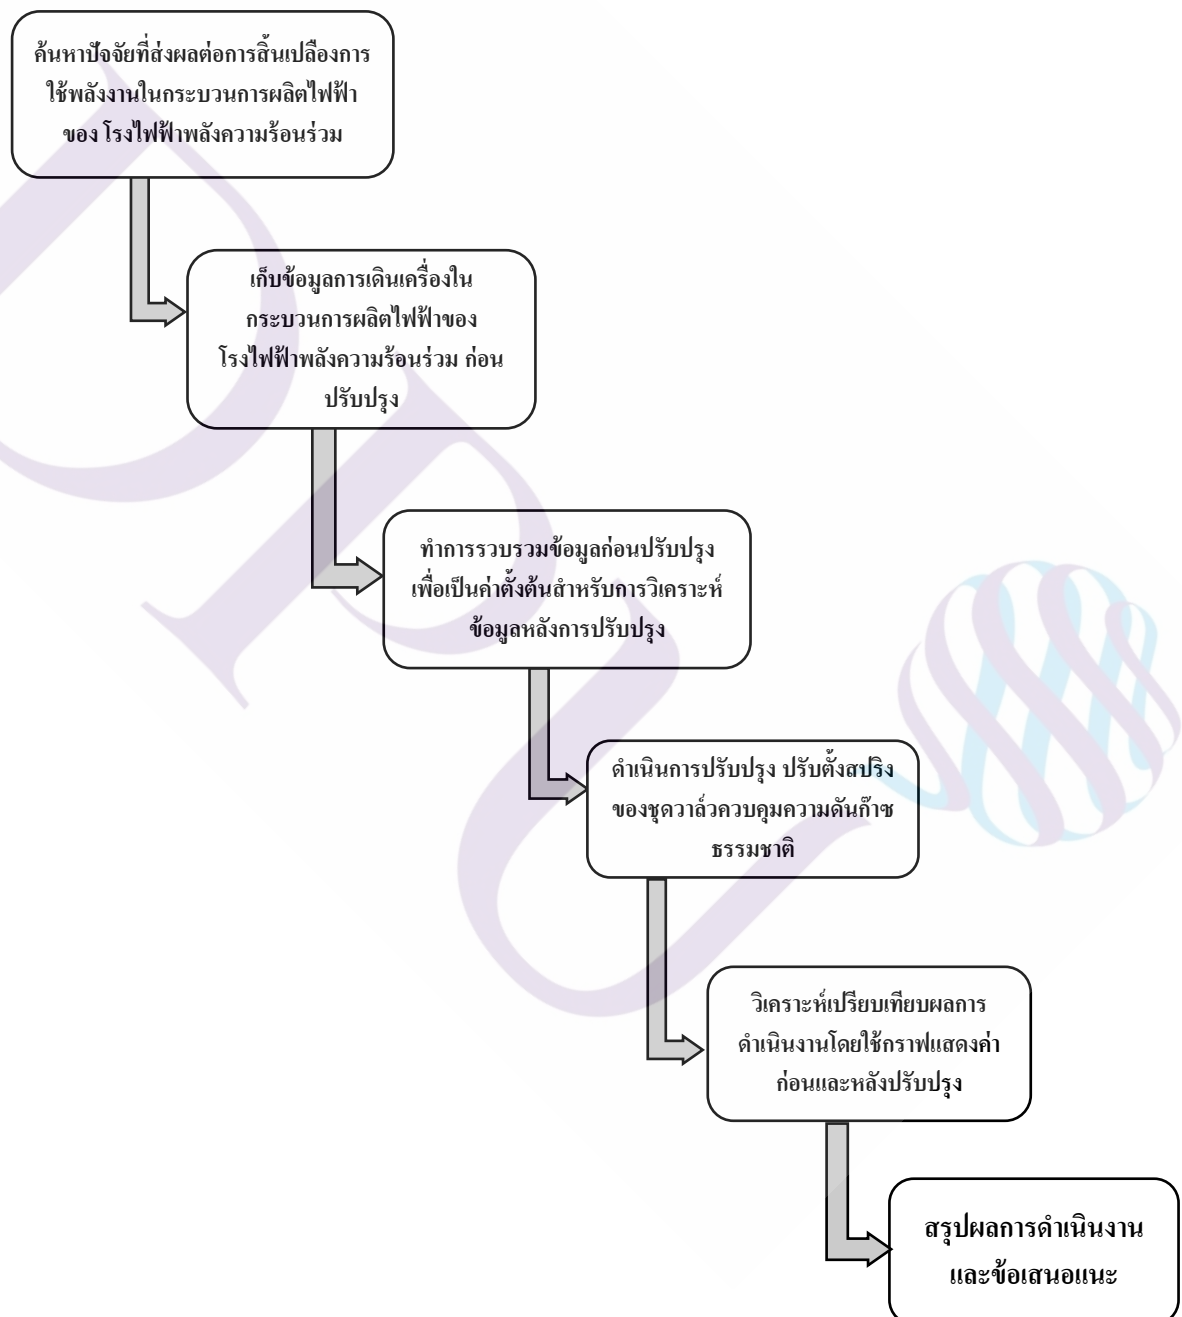 ค้นหาปัจจัยที่ส่งผลต่อการสิ้นเปลืองการ
ใช้พลังงานในกระบวนการผลิตไฟฟ้า
ของ โรงไฟฟ้าพลังความร้อนร่วม
เก็บข้อมูลการเดินเครื่องใน
กระบวนการผลิตไฟฟ้าของ
โรงไฟฟ้าพลังความร้อนร่วม ก่อน
ปรับปรุง
ทำการรวบรวมข้อมูลก่อนปรับปรุง
เพื่อเป็นค่าตั้งต้นสำหรับการวิเคราะห์
ข้อมูลหลังการปรับปรุง
ดำเนินการปรับปรุง ปรับตั้งสปริง
ของชุดวาล์วควบคุมความดันก๊าซ
ธรรมชาติ
วิเคราะห์เปรียบเทียบผลการ
ดำเนินงานโดยใช้กราฟแสดงค่า
ก่อนและหลังปรับปรุง
สรุปผลการดำเนินงาน
และข้อเสนอแนะ
DPU